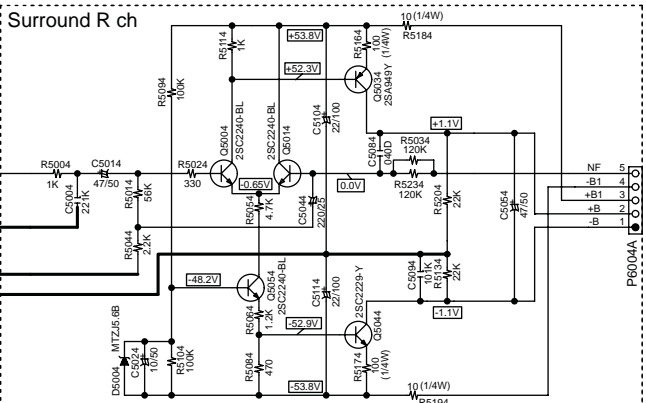 Surround R ch
10 (1/4W)
R5184
+53.8V
R5114
1K
R5164
100
(1/4W)
+52.3V
R5094
100K
Q5034
2SA949Y
Q5004
2SC2240-BL
2SC2240-BL
Q5014
C5104
22/100
+1.1V
C5084
040D
R5034
120K
R5004
1K
C5014
47/50
R5024
330
-0.65V
0.0V
R5234
120K
NF
5
-B1
4
+B1
3
+B
2
-B
1
P6004A
C5004
221K
R5014
56K
R5054
4.7K
C5044
220/25
R5204
22K
C5054
47/50
R5044
2.2K
-48.2V
Q5054
2SC2240-BL
C5114
22/100
2SC2229-Y
Q5044
C5094
101K
R5134
22K
-1.1V
R5064
1.2K
-52.9V
D5004
MTZJ5.6B
C5024
10/50
R5104
100K
R5084
470
R5174
100
(1/4W)
-53.8V
10 (1/4W)
R5194